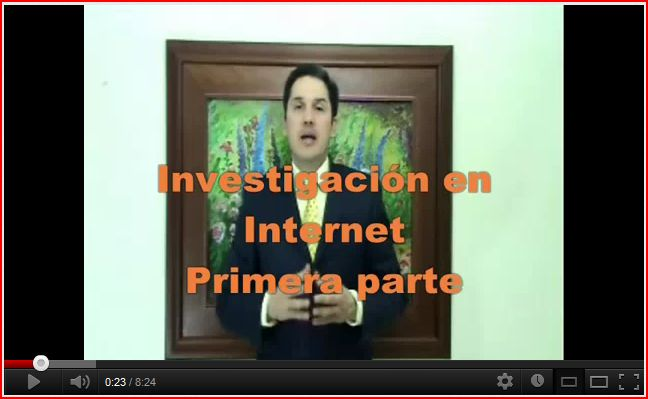 Investigación en
Internet
Primera parte
0:23 / 8:24